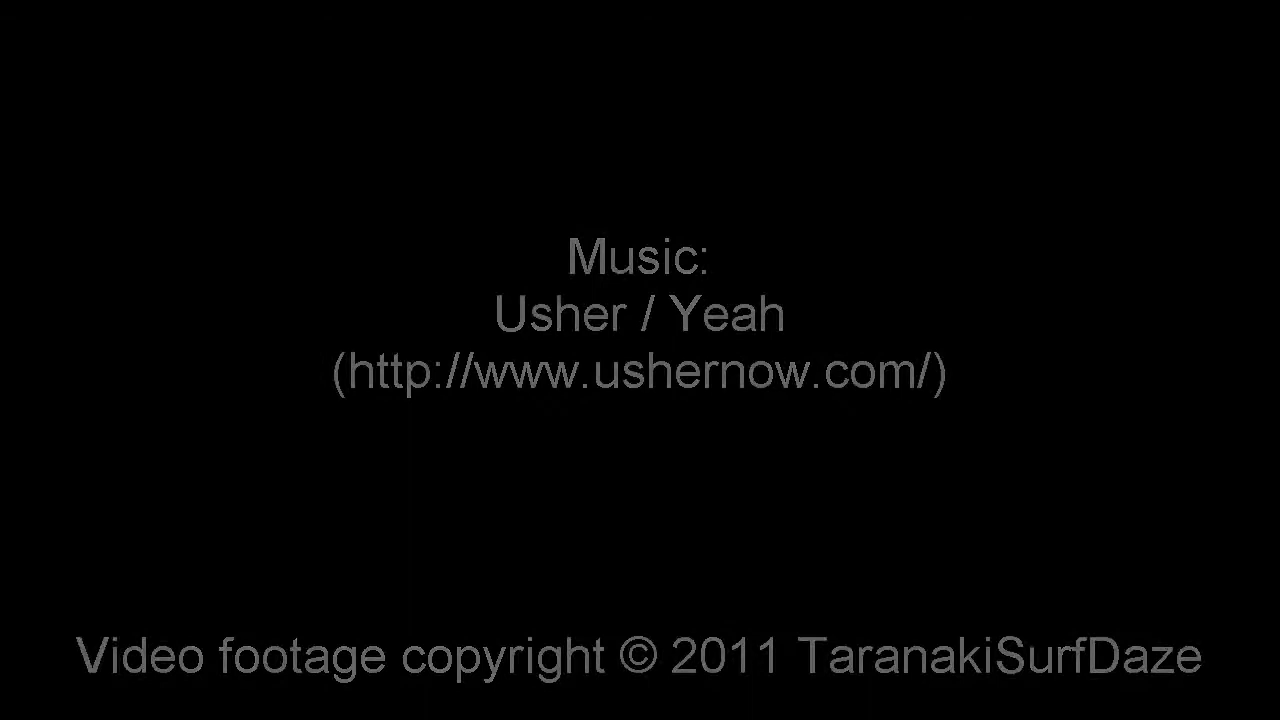 Music:
Usher / Yeah
(http://www.ushernow.com/)
Video footage copyright © 2011 TaranakiSurfDaze